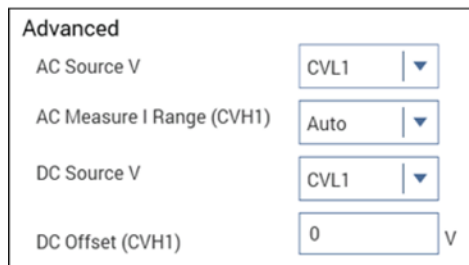 Advanced
AC Source V CVL1
AC Measure I Range (CVH1) Auto
DC Source V CVL1
DC Offset (CVH1) 0 V